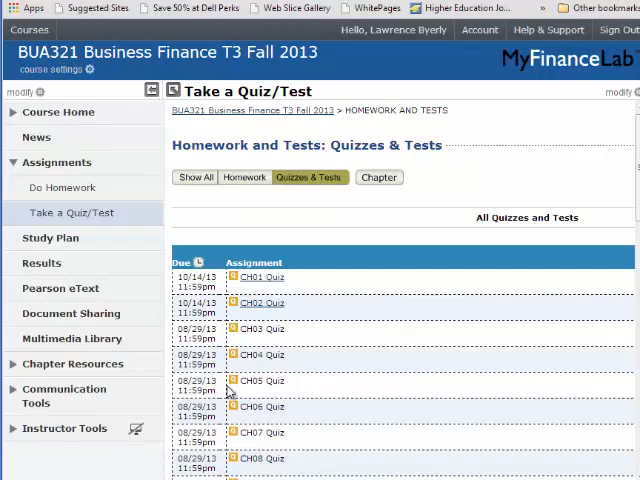 Apps Suggested Sites Save 50% at Dell Perks Web Slice Gallery WhitePages Higher Education Jo... » Other bookmarks
Courses Hello, Lawrence Byerly Account Help & Support Sign Out
BUA321 Business Finance T3 Fall 2013
course settings
MyFinanceLab
modify
Take a Quiz/Test
modify
BUA321 Business Finance T3 Fall 2013 > HOMEWORK AND TESTS
Homework and Tests: Quizzes & Tests
Show All Homework Quizzes & Tests Chapter
All Quizzes and Tests
Course Home
News
Assignments
Do Homework
Take a Quiz/Test
Study Plan
Results
Pearson eText
Document Sharing
Multimedia Library
Chapter Resources
Communication
Tools
Instructor Tools
Due Assignment
10/14/13 CH01 Quiz
11:59pm
10/14/13 CH02 Quiz
11:59pm
08/29/13 CH03 Quiz
11:59pm
08/29/13 CH04 Quiz
11:59pm
08/29/13 CH05 Quiz
11:59pm
08/29/13 CH06 Quiz
11:59pm
08/29/13 CH07 Quiz
11:59pm
08/29/13 CH08 Quiz
11:59pm